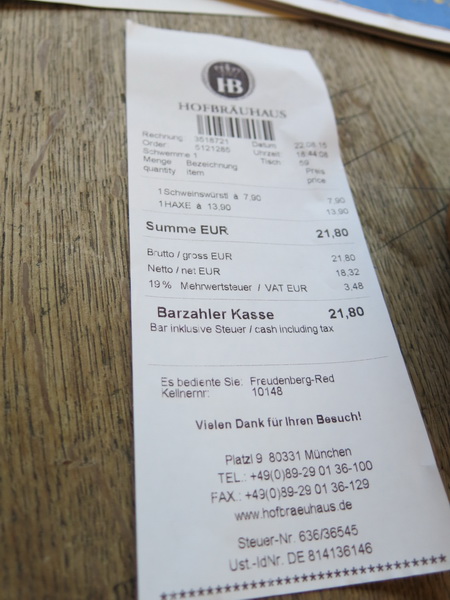 HB
HOFBRÄUHAUS
Rechnung: 3518721 Datum 22.08.15
Order 5121285 Uhrzeit: 18:44:08
Schwemme 1 Tisch: 59
Menge Bezeichnung Preis
quantity item price
1 Schweinswürstl à 7,90 7,90
1 HAXE à 13,90 13,90
Summe EUR 21,80
Brutto / gross EUR 21,80
Netto / net EUR 18,32
19 % Mehrwertsteuer / VAT EUR 3,48
Barzahler Kasse 21,80
Bar inklusive Steuer / cash including tax
Es bediente Sie: Freudenberg-Red
Kellnernr: 10148
Vielen Dank für Ihren Besuch!
Platzl 9 80331 München
TEL.: +49(0)89-29 01 36-100
FAX.: +49(0)89-29 01 36-129
www.hofbraeuhaus.de
Steuer-Nr. 636/36545
Ust.-IdNr. DE 814136146